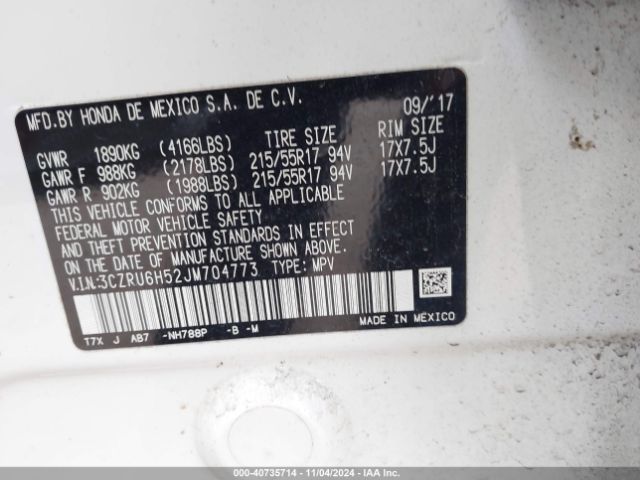 MFD.BY HONDA DE MEXICO S.A. DE C.V. 09/'17
TIRE SIZE RIM SIZE
GVWR 1890KG (4166LBS)
GAWR F 988KG (2178LBS) 215/55R17 94V 17X7.5J
GAWR R 902KG (1988LBS) 215/55R17 94V 17X7.5J
THIS VEHICLE CONFORMS TO ALL APPLICABLE
FEDERAL MOTOR VEHICLE SAFETY
AND THEFT PREVENTION STANDARDS IN EFFECT
ON THE DATE OF MANUFACTURE SHOWN ABOVE.
V.I.N.:3CZRU6H52JM704773 TYPE: MPV
T7X J AB7 -NH788P -B -M MADE IN MEXICO
000-40735714 - 11/04/2024 - IAA Inc.